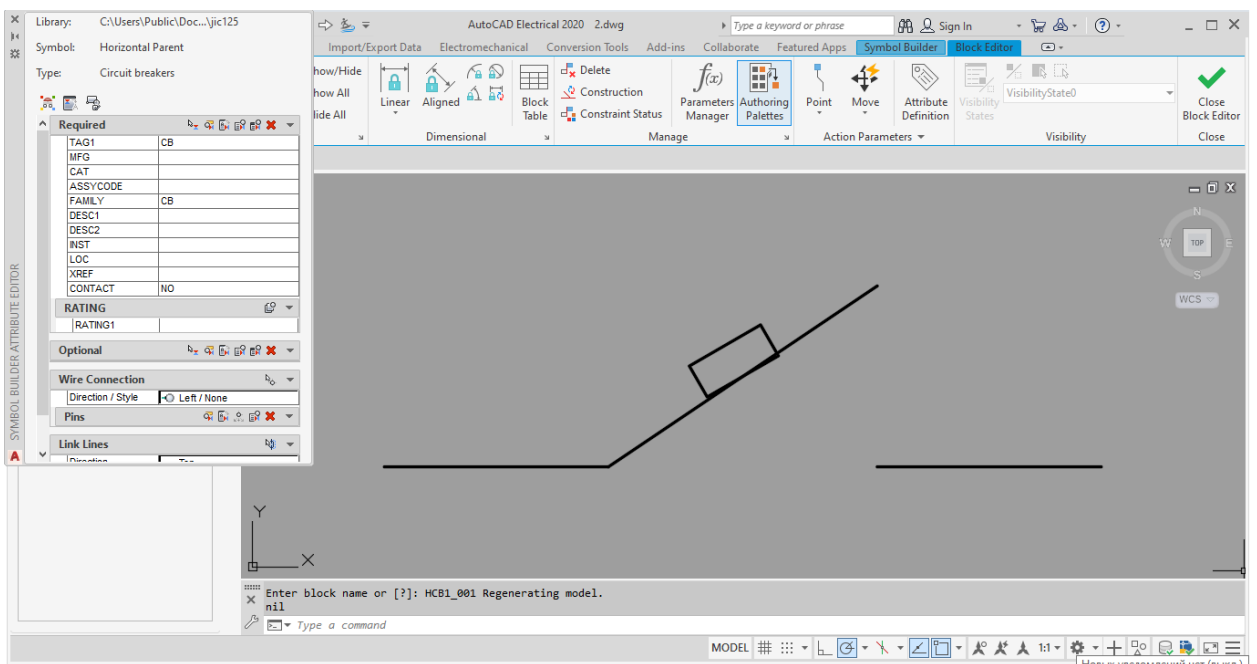 Library: C:\Users\Public\Doc...\jic125
Symbol: Horizontal Parent
Type: Circuit breakers
Required
TAG1 CB
MFG
CAT
ASSYCODE
FAMILY CB
DESC1
DESC2
INST
LOC
XREF
CONTACT NO
RATING
RATING1
Optional
Wire Connection
Direction / Style Left / None
Pins
Link Lines
SYMBOL BUILDER ATTRIBUTE EDITOR
AutoCAD Electrical 2020 2.dwg
Type a keyword or phrase
Sign In
Import/Export Data Electromechanical Conversion Tools Add-ins Collaborate Featured Apps Symbol Builder Block Editor
how/Hide
how All
lide All
Linear
Aligned
Block
Table
Delete
Construction
Constraint Status
f(x)
Parameters
Manager
Authoring
Palettes
Point
Move
Attribute
Definition
Visibility
States
VisibilityState0
Close
Block Editor
Dimensional
Manage
Action Parameters
Visibility
Close
N
W
TOP
E
S
WCS
Y
X
Enter block name or [?]: HCB1_001 Regenerating model.
nil
Type a command
MODEL
1:1